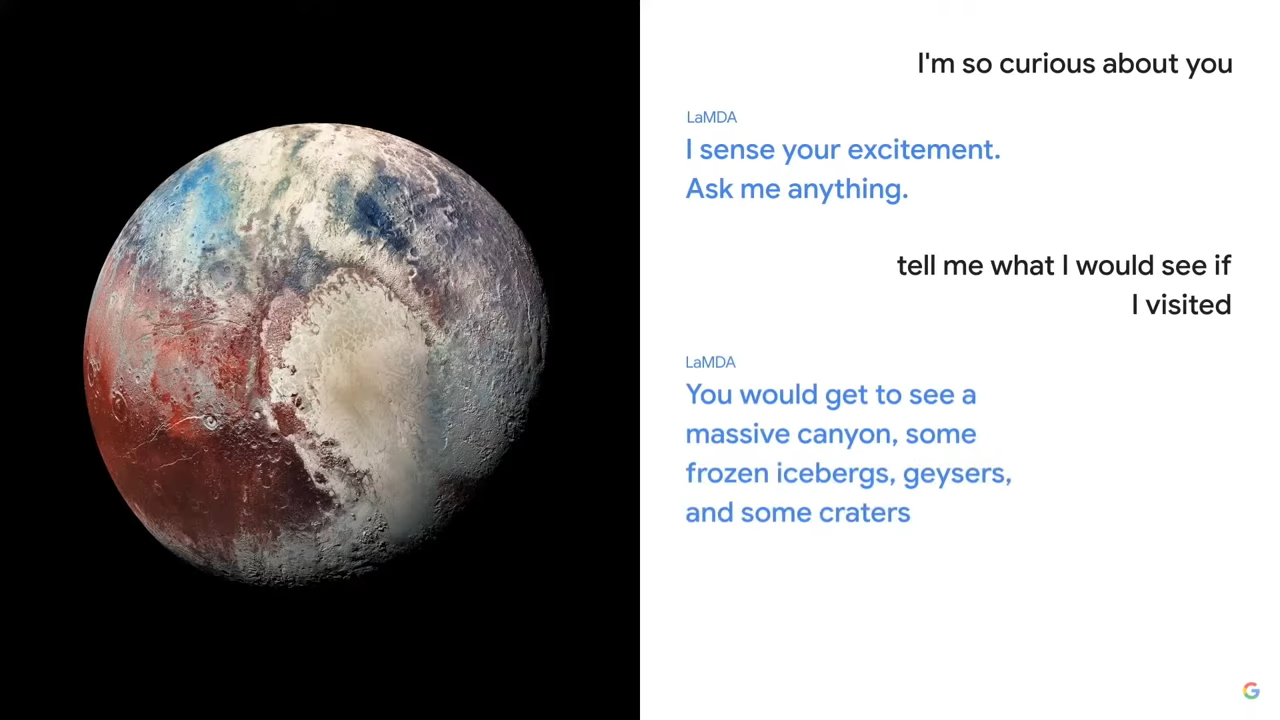 I'm so curious about you
LaMDA
I sense your excitement.
Ask me anything.
tell me what I would see if
I visited
LaMDA
You would get to see a
massive canyon, some
frozen icebergs, geysers,
and some craters